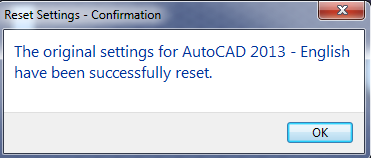 Reset Settings - Confirmation
The original settings for AutoCAD 2013 - English
have been successfully reset.
OK